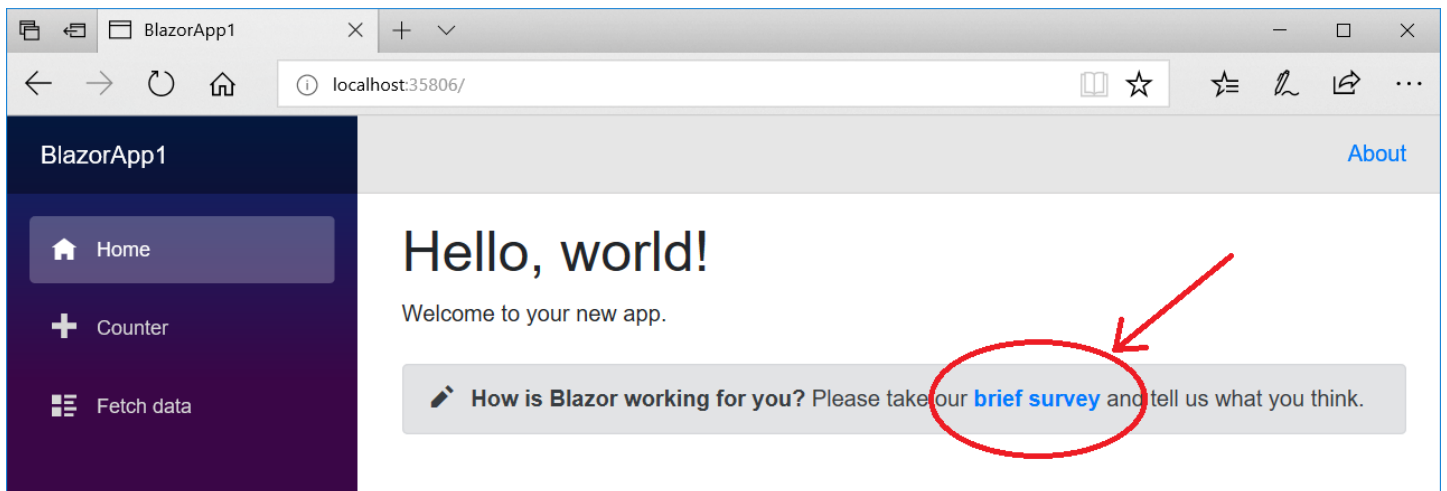 BlazorApp1
localhost:35806/
BlazorApp1
About
Home
Counter
Fetch data
Hello, world!
Welcome to your new app.
How is Blazor working for you? Please take our brief survey and tell us what you think.